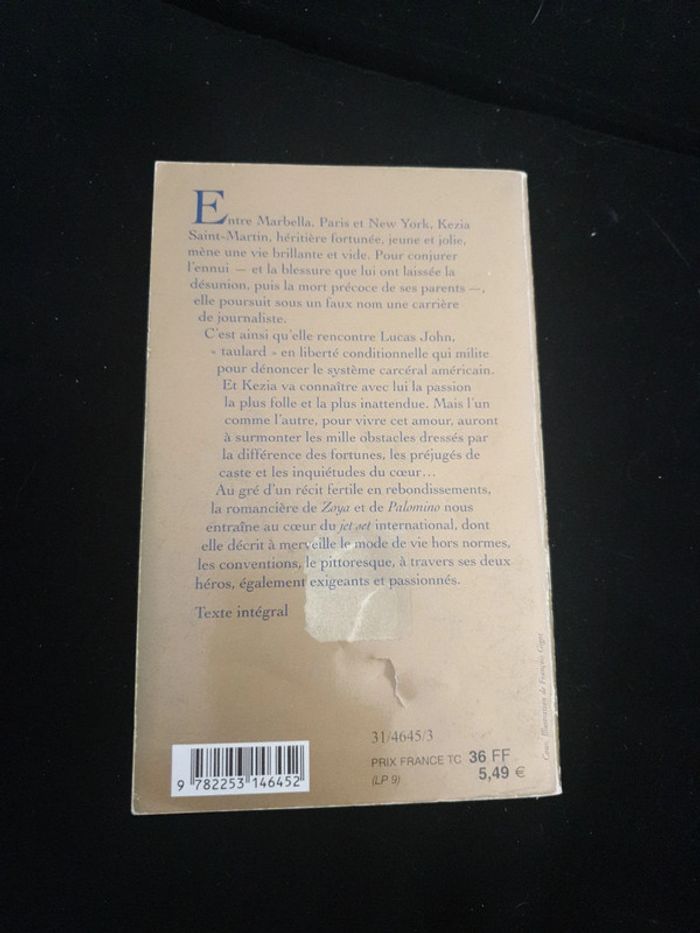 Entre Marbella, Paris et New York, Kezia
Saint-Martin, héritière fortunée, jeune et jolie,
mène une vie brillante et vide. Pour conjurer
l'ennui — et la blessure que lui ont laissée la
désunion, puis la mort précoce de ses parents —,
elle poursuit sous un faux nom une carrière
de journaliste.
C'est ainsi qu'elle rencontre Lucas John,
« taulard » en liberté conditionnelle qui milite
pour dénoncer le système carcéral américain.
Et Kezia va connaître avec lui la passion
la plus folle et la plus inattendue. Mais l'un
comme l'autre, pour vivre cet amour, auront
à surmonter les mille obstacles dressés par
la différence des fortunes, les préjugés de
caste et les inquiétudes du cœur...
Au gré d'un récit fertile en rebondissements,
la romancière de Zoya et de Palomino nous
entraîne au cœur du jet set international, dont
elle décrit à merveille le mode de vie hors normes,
les conventions, le pittoresque, à travers ses deux
héros, également exigeants et passionnés.
Texte intégral
31/4645/3
PRIX FRANCE TC 36 FF
(LP 9) 5,49 €
9 782253 146452
Illustration de François